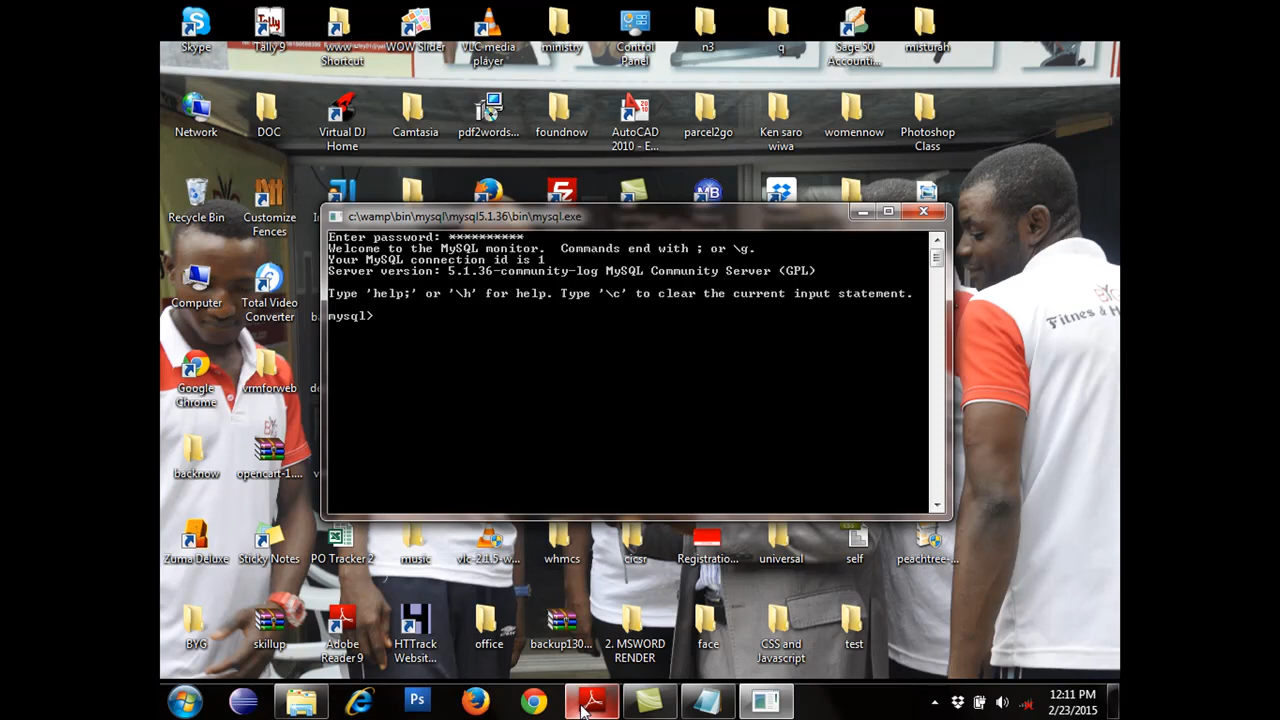 Skype
Tally 9
www Shortcut
WOW Slider
VLC media player
ministry
Control Panel
n3
q
Sage 50 Accounti...
misturah
Network
DOC
Virtual DJ Home
Camtasia
pdf2words...
foundnow
AutoCAD 2010 - E...
parcel2go
Ken saro wiwa
womennow
Photoshop Class
Recycle Bin
Customize Fences
MB
c:\wamp\bin\mysql\mysql5.1.36\bin\mysql.exe
Enter password: **********
Welcome to the MySQL monitor.  Commands end with ; or \g.
Your MySQL connection id is 1
Server version: 5.1.36-community-log MySQL Community Server (GPL)
Type 'help;' or '\h' for help. Type '\c' to clear the current input statement.
mysql>
Computer
Total Video Converter
Fitnes & H
Google Chrome
vrmforweb
backnow
opencart-1....
Zuma Deluxe
Sticky Notes
PO Tracker 2
music
vlc-2.1.5-w...
whmcs
cicsr
Registratio...
universal
self
peachtree-...
BYG
skillup
Adobe Reader 9
HTTrack Websit...
office
backup130...
2. MSWORD RENDER
face
CSS and Javascript
test
Ps
12:11 PM
2/23/2015